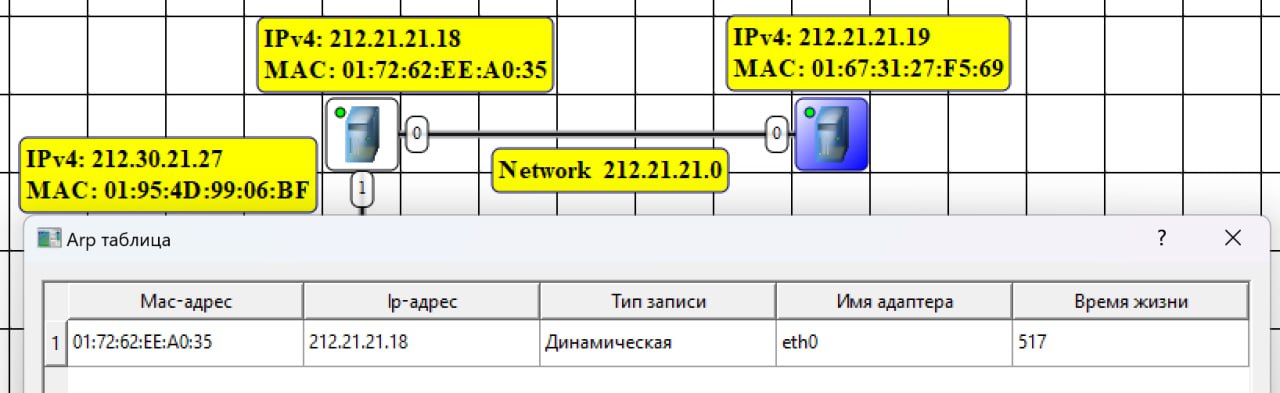 IPv4: 212.21.21.18
MAC: 01:72:62:EE:A0:35
IPv4: 212.21.21.19
MAC: 01:67:31:27:F5:69
0
0
IPv4: 212.30.21.27
MAC: 01:95:4D:99:06:BF
Network 212.21.21.0
1
Arp таблица
?
Mac-адрес Ip-адрес Тип записи Имя адаптера Время жизни
1 01:72:62:EE:A0:35 212.21.21.18 Динамическая eth0 517